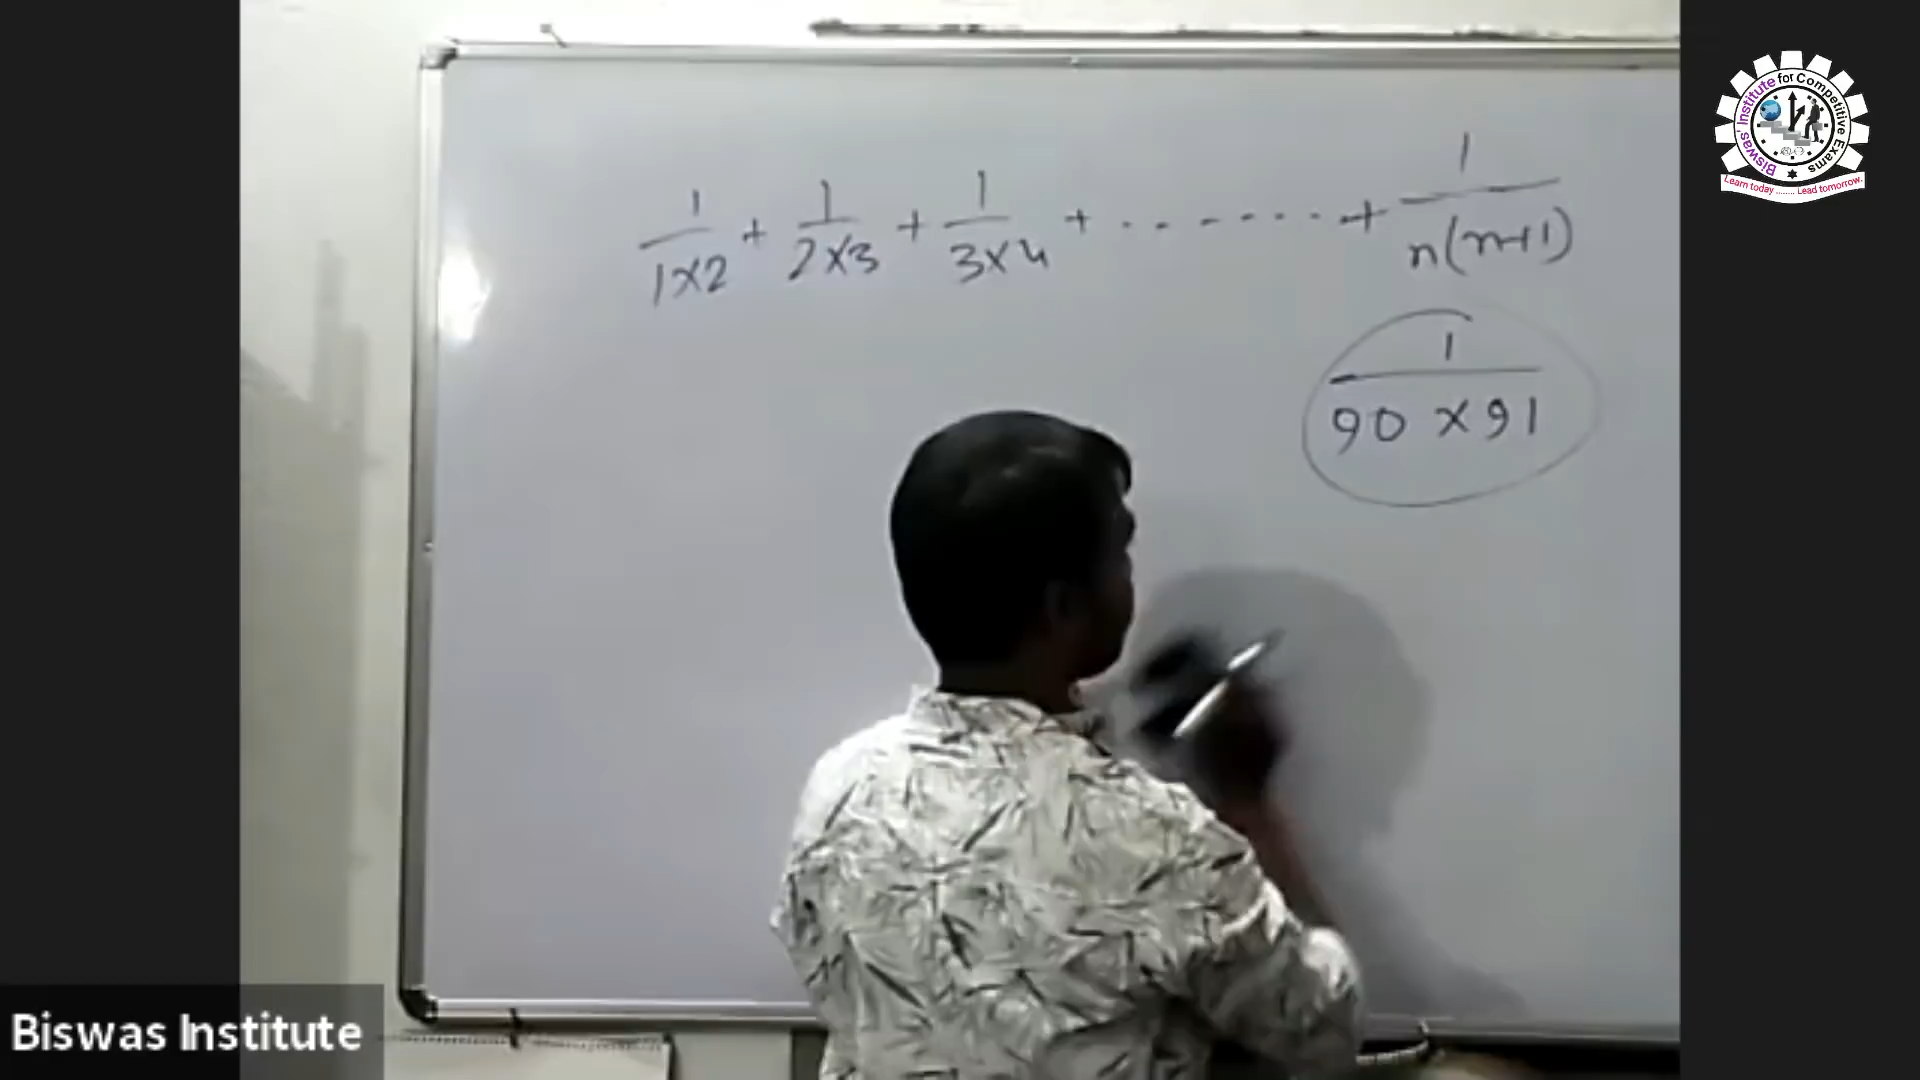 1/1×2 + 1/2×3 + 1/3×4 + ....... + 1/n(n+1)
1/90 × 91
Biswas' Institute for Competitive Exams
Learn today ........ Lead tomorrow.
Biswas Institute